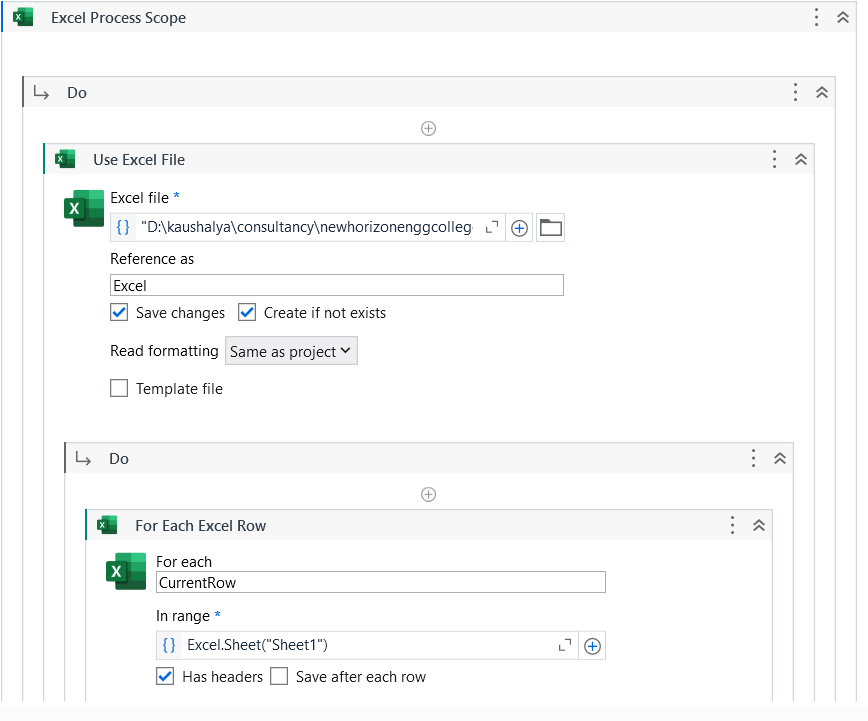 Excel Process Scope
Do
Use Excel File
Excel file *
"D:\kaushalya\consultancy\newhorizonenggcolleg
Reference as
Excel
Save changes Create if not exists
Read formatting Same as project
Template file
Do
For Each Excel Row
For each
CurrentRow
In range *
Excel.Sheet("Sheet1")
Has headers Save after each row